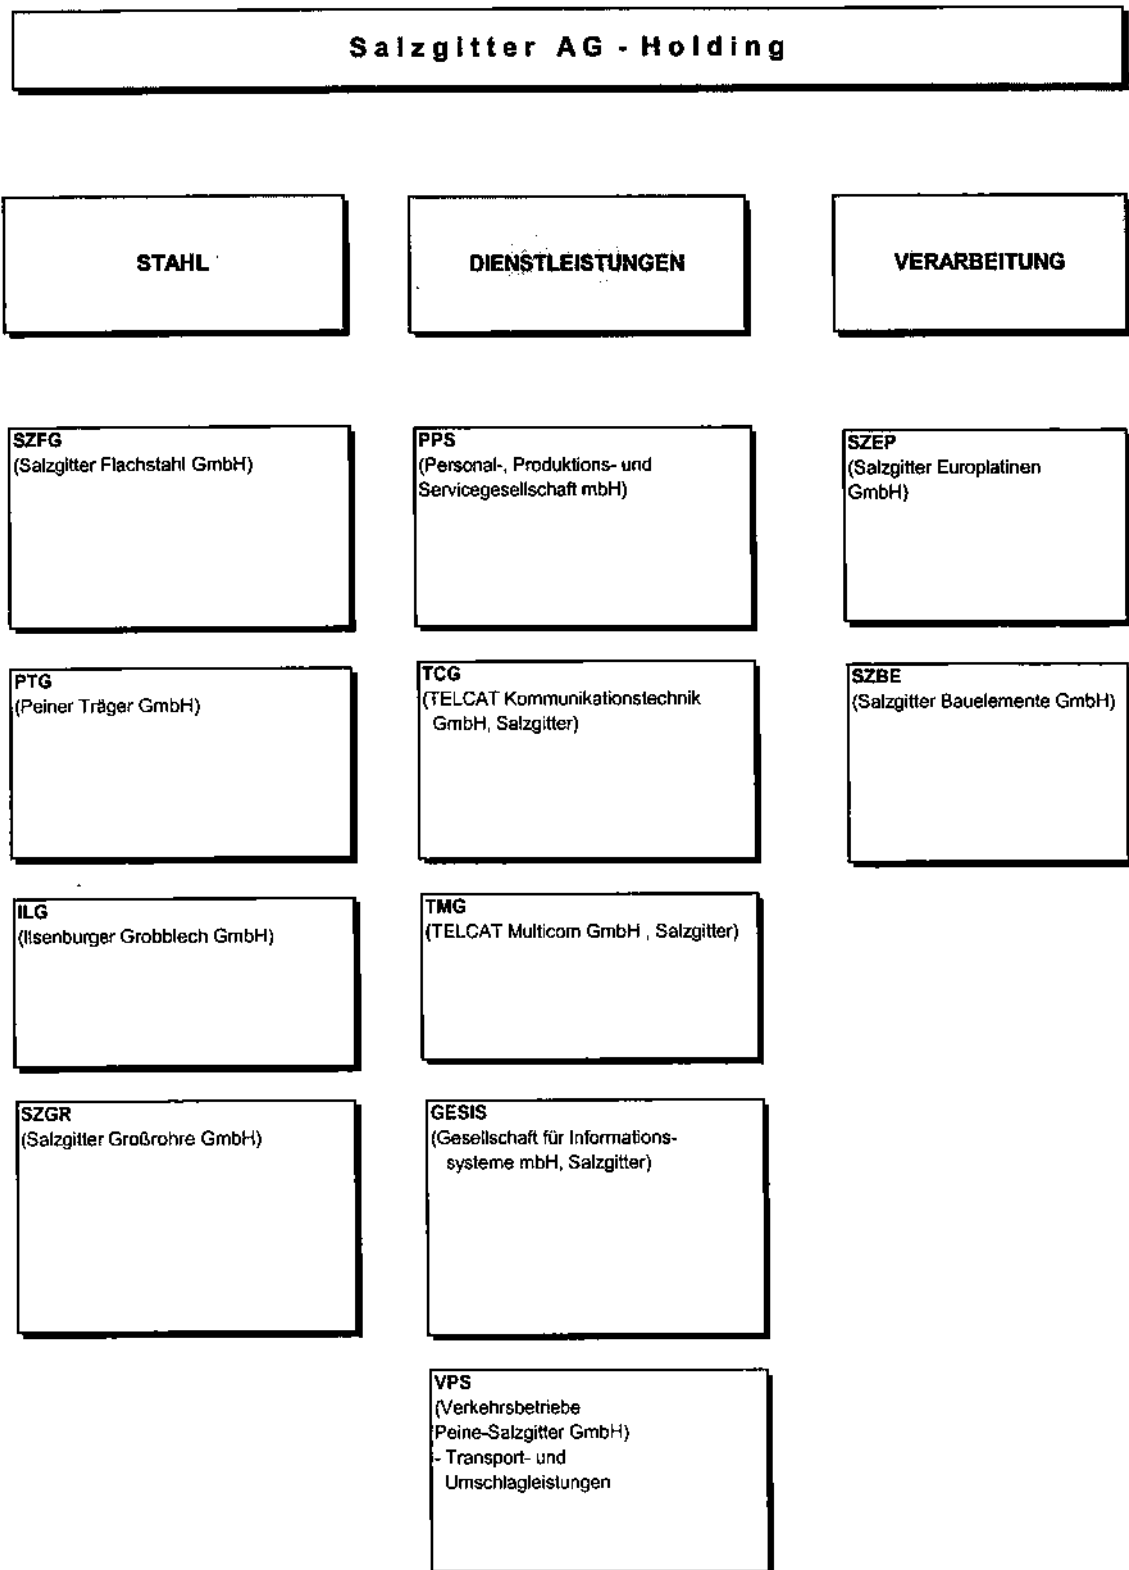 Salzgitter AG - Holding
STAHL
DIENSTLEISTUNGEN
VERARBEITUNG
SZFG
(Salzgitter Flachstahl GmbH)
PTG
(Peiner Träger GmbH)
ILG
(Ilsenburger Grobblech GmbH)
SZGR
(Salzgitter Großrohre GmbH)
PPS
(Personal-, Produktions- und
Servicegesellschaft mbH)
TCG
(TELCAT Kommunikationstechnik
GmbH, Salzgitter)
TMG
(TELCAT Multicom GmbH , Salzgitter)
GESIS
(Gesellschaft für Informations-
systeme mbH, Salzgitter)
VPS
(Verkehrsbetriebe
Peine-Salzgitter GmbH)
- Transport- und
Umschlagleistungen
SZEP
(Salzgitter Europlatinen
GmbH)
SZBE
(Salzgitter Bauelemente GmbH)